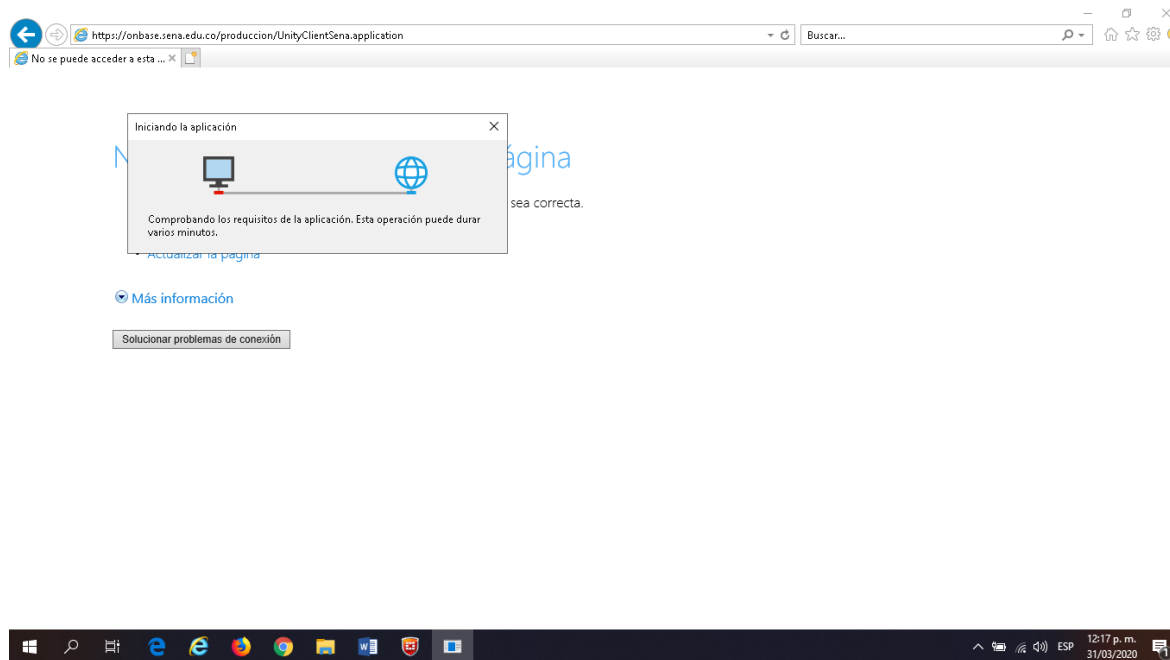 https://onbase.sena.edu.co/produccion/UnityClientSena.application
Buscar...
No se puede acceder a esta ...
Iniciando la aplicación
N
ágina
Comprobando los requisitos de la aplicación. Esta operación puede durar
varios minutos.
sea correcta.
Actualizar la página
Más información
Solucionar problemas de conexión
ESP
12:17 p. m.
31/03/2020